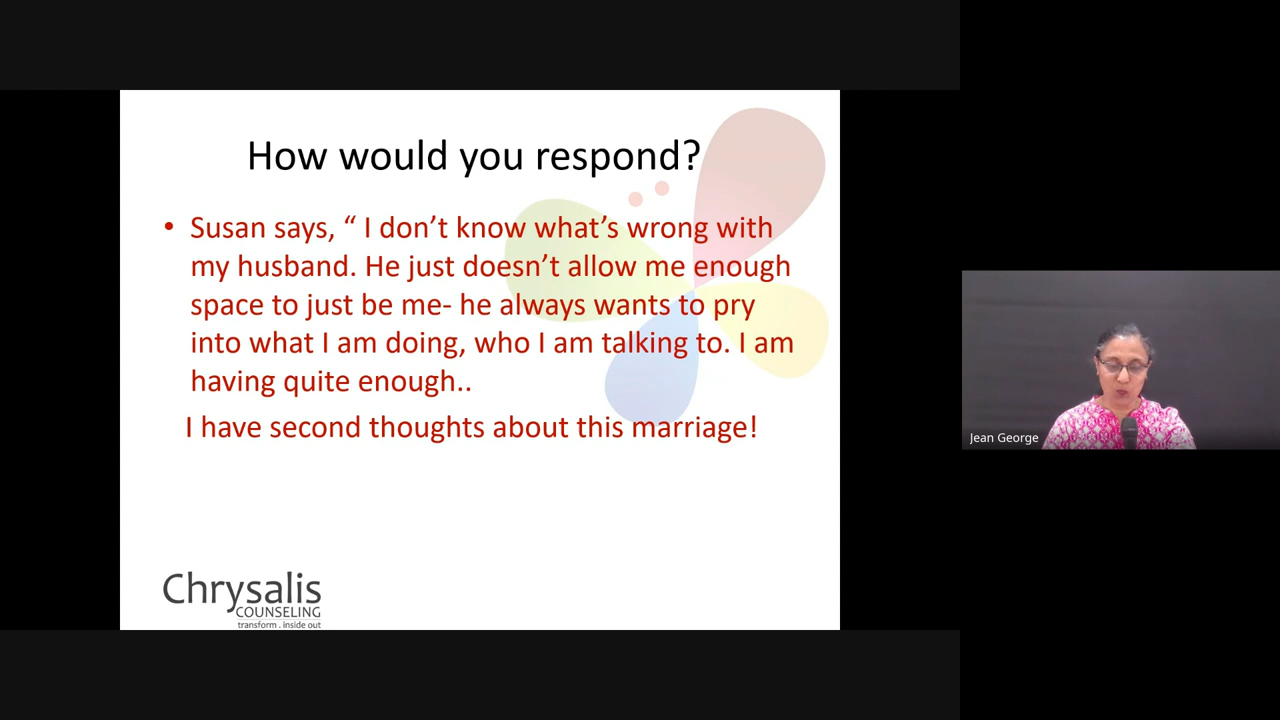 How would you respond?
• Susan says, “ I don’t know what’s wrong with
my husband. He just doesn’t allow me enough
space to just be me- he always wants to pry
into what I am doing, who I am talking to. I am
having quite enough..
I have second thoughts about this marriage!
Jean George
Chrysalis
COUNSELING
transform . inside out